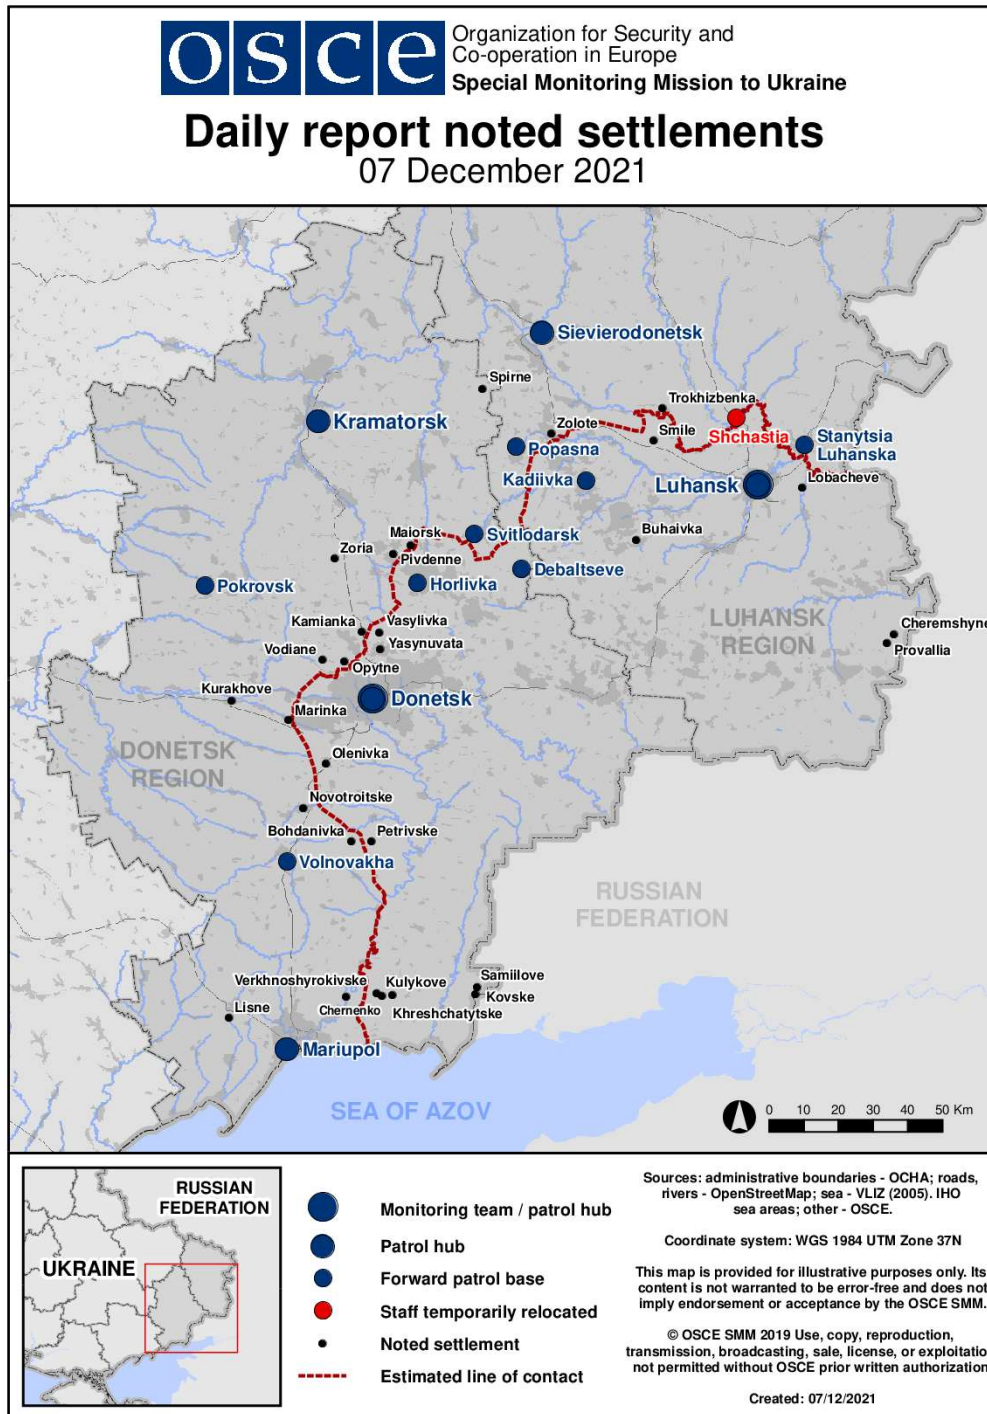 osce
Organization for Security and
Co-operation in Europe
Special Monitoring Mission to Ukraine
Daily report noted settlements
07 December 2021
Sievierodonetsk
Spirne
Trokhizbenka
Kramatorsk
Zolote
Smile
Shchastia
Stanytsia
Luhanska
Popasna
Kadiivka
Luhansk
Lobacheve
Maiorsk
Svitlodarsk
Buhaivka
Zoria
Pivdenne
Debaltseve
Pokrovsk
Horlivka
LUHANSK
REGION
Cheremshyne
Provallia
Kamianka
Vasylivka
Yasynuvata
Vodiane
Opytne
Kurakhove
Donetsk
Marinka
DONETSK
REGION
Olenivka
Novotroitske
Bohdanivka
Petrivske
Volnovakha
RUSSIAN
FEDERATION
Verkhnoshyrokivske
Kulykove
Samiilove
Kovske
Lisne
Chernenko
Khreshchatytske
Mariupol
SEA OF AZOV
0 10 20 30 40 50 Km
RUSSIAN
FEDERATION
UKRAINE
Monitoring team / patrol hub
Patrol hub
Forward patrol base
Staff temporarily relocated
Noted settlement
Estimated line of contact
Sources: administrative boundaries - OCHA; roads,
rivers - OpenStreetMap; sea - VLIZ (2005). IHO
sea areas; other - OSCE.
Coordinate system: WGS 1984 UTM Zone 37N
This map is provided for illustrative purposes only. Its
content is not warranted to be error-free and does not
imply endorsement or acceptance by the OSCE SMM.
© OSCE SMM 2019 Use, copy, reproduction,
transmission, broadcasting, sale, license, or exploitatio
not permitted without OSCE prior written authorization
Created: 07/12/2021